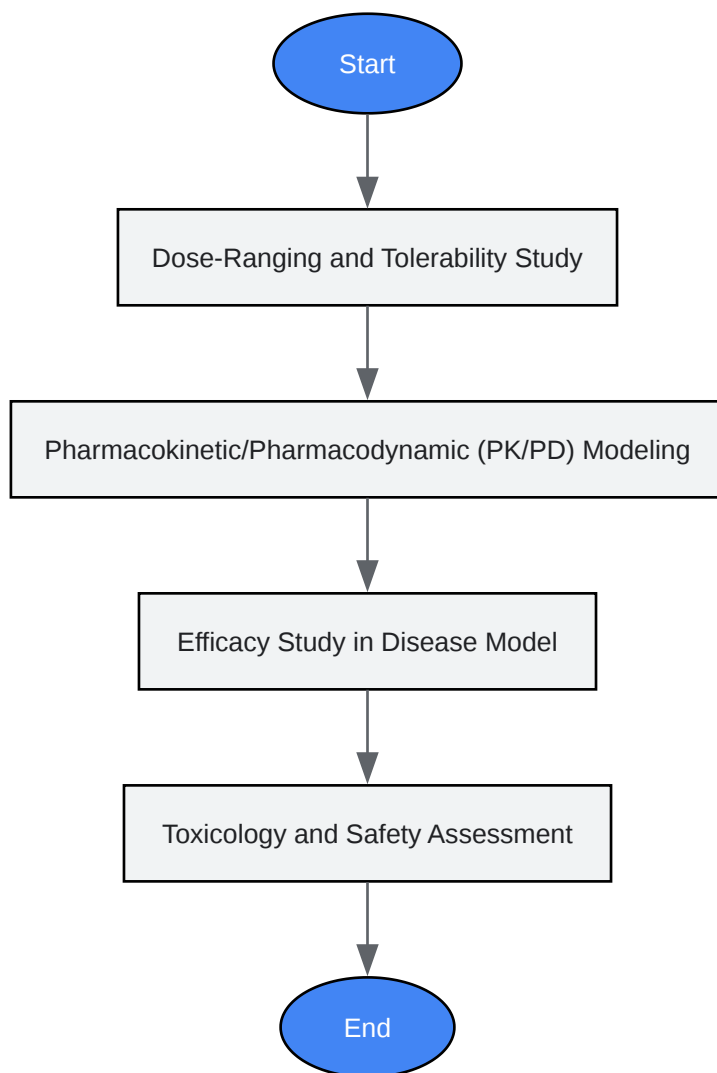 Start
Dose-Ranging and Tolerability Study
Pharmacokinetic/Pharmacodynamic (PK/PD) Modeling
Efficacy Study in Disease Model
Toxicology and Safety Assessment
End